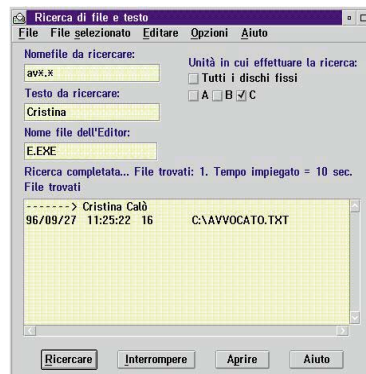 Ricerca di file e testo
File File selezionato Editare Opzioni Aiuto
Nomefile da ricercare:
av*.*
Testo da ricercare:
Cristina
Nome file dell'Editor:
E.EXE
Unità in cui effettuare la ricerca:
Tutti i dischi fissi
A B C
Ricerca completata... File trovati: 1. Tempo impiegato = 10 sec.
File trovati
-------> Cristina Calò
96/09/27 11:25:22 16 C:\AVVOCATO.TXT
Ricercare Interrompere Aprire Aiuto